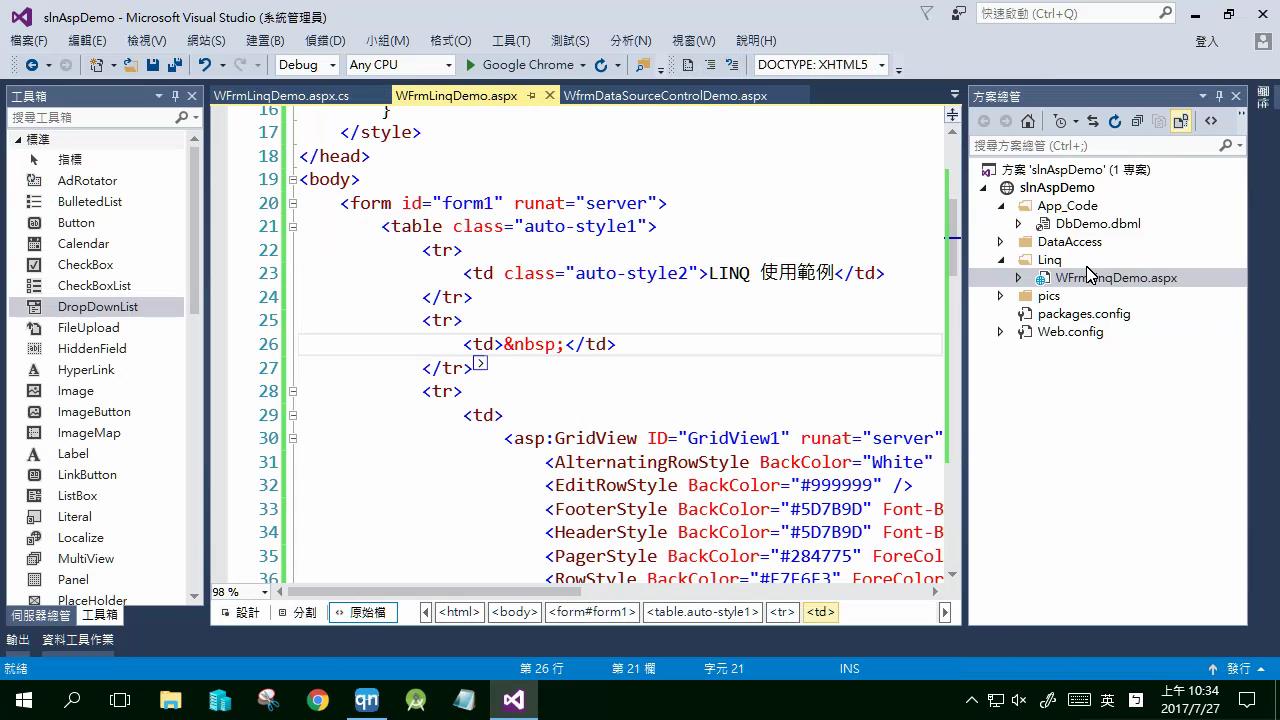 slnAspDemo - Microsoft Visual Studio (系統管理員)
快速啟動 (Ctrl+Q)
檔案(F) 編輯(E) 檢視(V) 網站(S) 建置(B) 偵錯(D) 小組(M) 格式(O) 工具(T) 測試(S) 分析(N) 視窗(W) 說明(H)
登入
Debug Any CPU Google Chrome DOCTYPE: XHTML5
工具箱
搜尋工具箱
標準
指標
AdRotator
BulletedList
Button
Calendar
CheckBox
CheckBoxList
DropDownList
FileUpload
HiddenField
HyperLink
Image
ImageButton
ImageMap
Label
LinkButton
ListBox
Literal
Localize
MultiView
Panel
PlaceHolder
伺服器總管 工具箱
WFrmLinqDemo.aspx.cs WFrmLinqDemo.aspx WFrmDataSourceControlDemo.aspx
16 }
17 </style>
18 </head>
19 <body>
20 <form id="form1" runat="server">
21 <table class="auto-style1">
22 <tr>
23 <td class="auto-style2">LINQ 使用範例</td>
24 </tr>
25 <tr>
26 <td>&nbsp;</td>
27 </tr>
28 <tr>
29 <td>
30 <asp:GridView ID="GridView1" runat="server"
31 <AlternatingRowStyle BackColor="White"
32 <EditRowStyle BackColor="#999999" />
33 <FooterStyle BackColor="#5D7B9D" Font-B
34 <HeaderStyle BackColor="#5D7B9D" Font-B
35 <PagerStyle BackColor="#284775" ForeCol
36 <RowStyle BackColor="#F7F6F3" ForeColor
98 %
設計 分割 原始檔 <html> <body> <form#form1> <table.auto-style1> <tr> <td>
方案總管
搜尋方案總管 (Ctrl+;)
方案 'slnAspDemo' (1 專案)
slnAspDemo
App_Code
DbDemo.dbml
DataAccess
Linq
WFrmLinqDemo.aspx
pics
packages.config
Web.config
輸出 資料工具作業
就緒 第 26 行 第 21 欄 字元 21 INS 發行
英
上午 10:34
2017/7/27